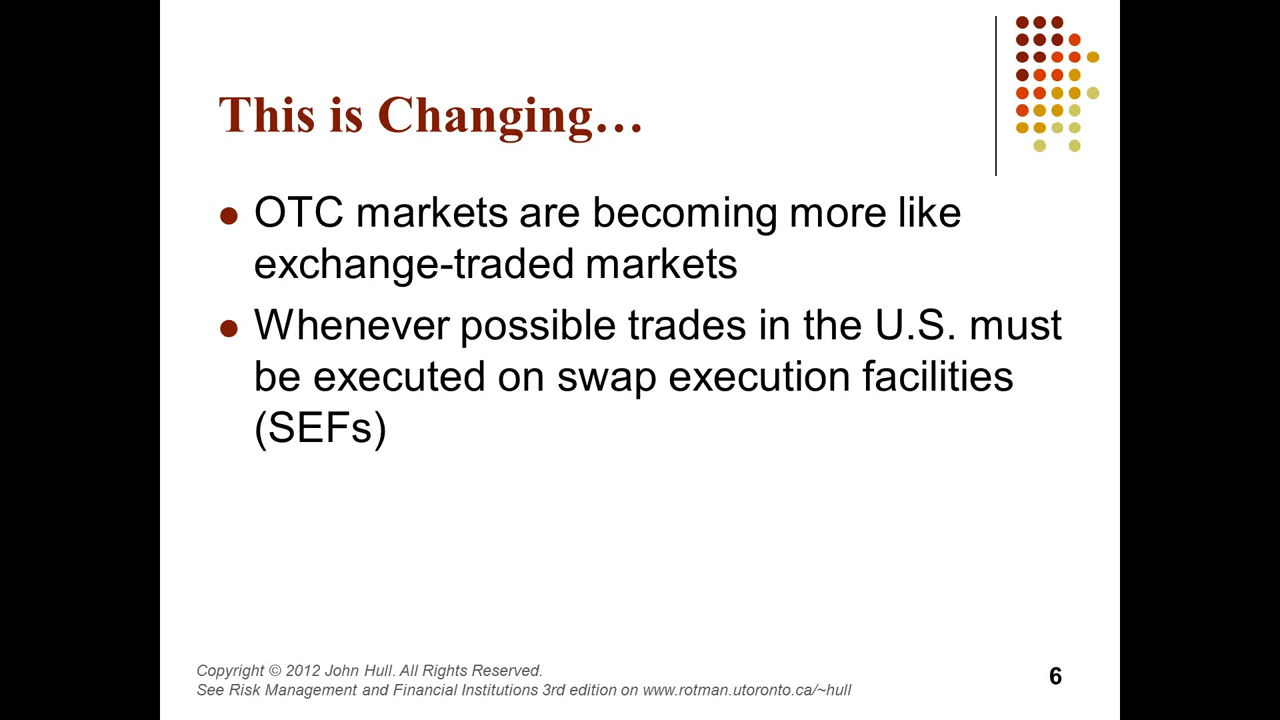 This is Changing…
● OTC markets are becoming more like
exchange-traded markets
● Whenever possible trades in the U.S. must
be executed on swap execution facilities
(SEFs)
Copyright © 2012 John Hull. All Rights Reserved.
See Risk Management and Financial Institutions 3rd edition on www.rotman.utoronto.ca/~hull
6